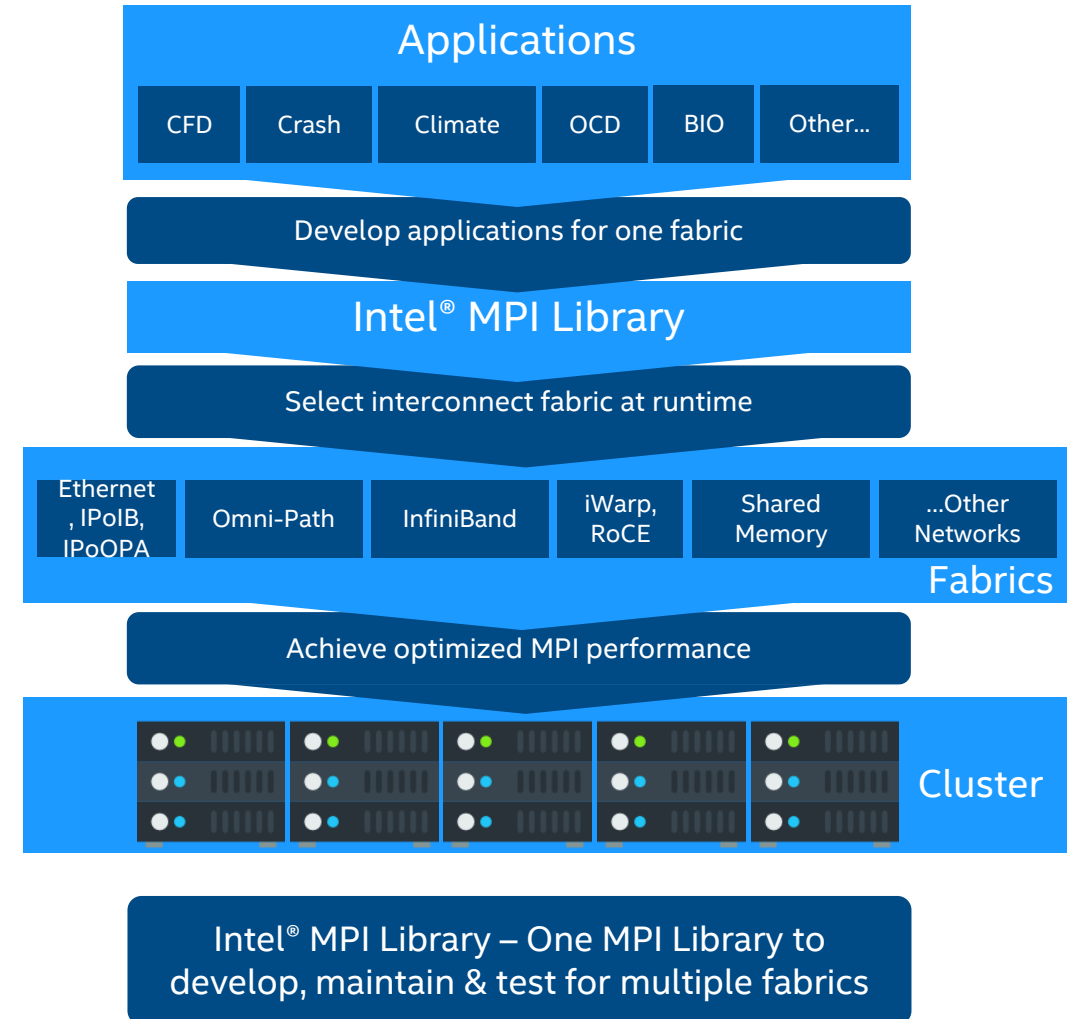 Applications
CFD
Crash
Climate
OCD
BIO
Other...
Develop applications for one fabric
Intel® MPI Library
Select interconnect fabric at runtime
Ethernet
, IPoIB,
IPoOPA
Omni-Path
InfiniBand
iWarp,
RoCE
Shared
Memory
...Other
Networks
Fabrics
Achieve optimized MPI performance
Cluster
Intel® MPI Library – One MPI Library to
develop, maintain & test for multiple fabrics